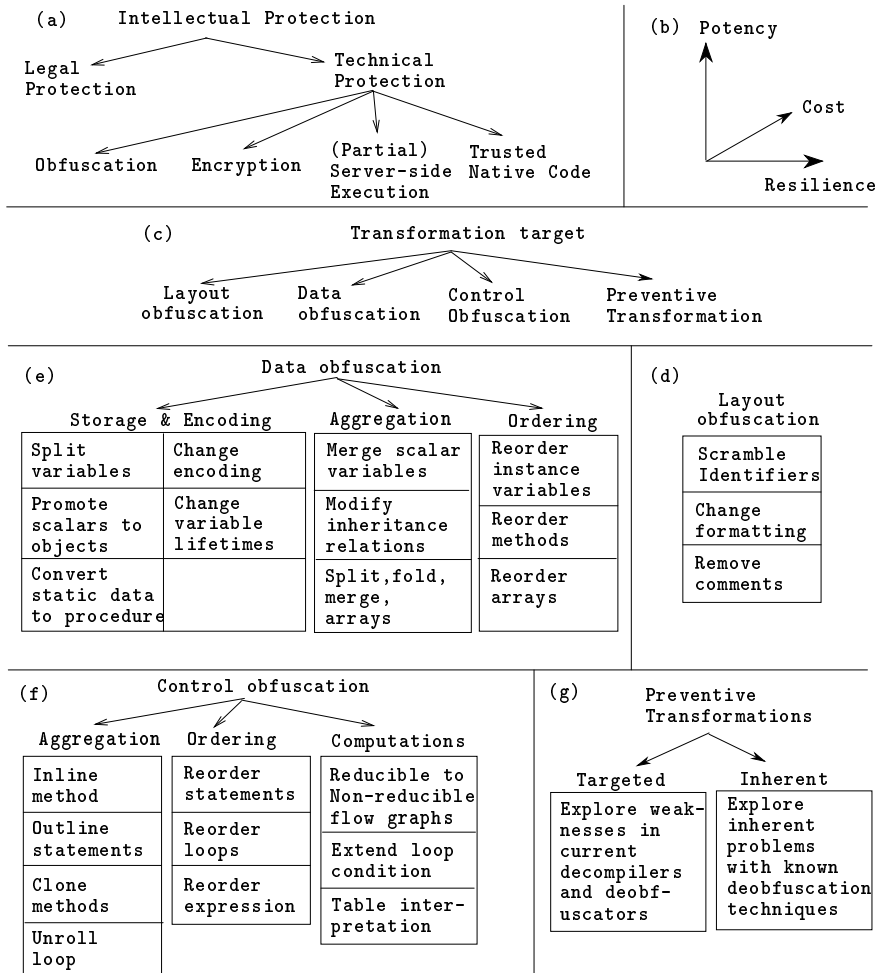 (a)
Intellectual Protection
Legal
Protection
Technical
Protection
Obfuscation
Encryption
(Partial)
Server-side
Execution
Trusted
Native Code
(b)
Potency
Cost
Resilience
(c)
Transformation target
Layout
obfuscation
Data
obfuscation
Control
Obfuscation
Preventive
Transformation
(e)
Data obfuscation
Storage & Encoding
Split
variables
Change
encoding
Promote
scalars to
objects
Change
variable
lifetimes
Convert
static data
to procedure
Aggregation
Merge scalar
variables
Modify
inheritance
relations
Split,fold,
merge,
arrays
Ordering
Reorder
instance
variables
Reorder
methods
Reorder
arrays
(d)
Layout
obfuscation
Scramble
Identifiers
Change
formatting
Remove
comments
(f)
Control obfuscation
Aggregation
Inline
method
Outline
statements
Clone
methods
Unroll
loop
Ordering
Reorder
statements
Reorder
loops
Reorder
expression
Computations
Reducible to
Non-reducible
flow graphs
Extend loop
condition
Table inter-
pretation
(g)
Preventive
Transformations
Targeted
Explore weak-
nesses in
current
decompilers
and deobf-
uscators
Inherent
Explore
inherent
problems
with known
deobfuscation
techniques